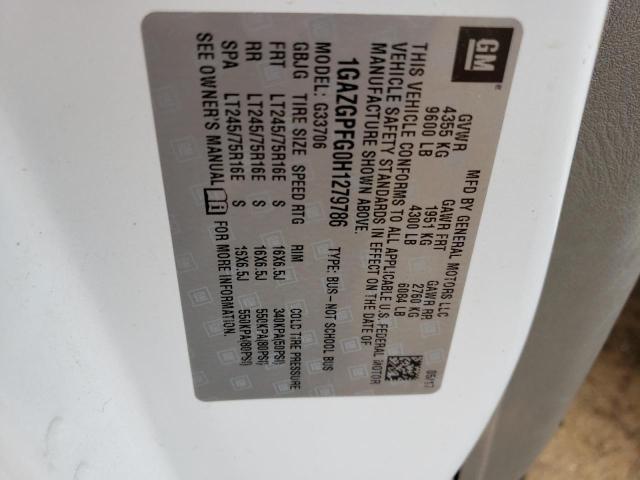 GM
MFD BY GENERAL MOTORS LLC
05/17
GVWR GAWR FRT GAWR RR
4355 KG 1951 KG 2760 KG
9600 LB 4300 LB 6084 LB
THIS VEHICLE CONFORMS TO ALL APPLICABLE U.S. FEDERAL MOTOR
VEHICLE SAFETY STANDARDS IN EFFECT ON THE DATE OF
MANUFACTURE SHOWN ABOVE.
1GAZGPFG0H1279786
TYPE: BUS-NOT SCHOOL BUS
MODEL: G33706
GBJG TIRE SIZE SPEED RTG RIM COLD TIRE PRESSURE
FRT LT245/75R16E S 16X6.5J 340KPA(50PSI)
RR LT245/75R16E S 16X6.5J 550KPA(80PSI)
SPA LT245/75R16E S 16X6.5J 550KPA(80PSI)
SEE OWNER'S MANUAL FOR MORE INFORMATION.